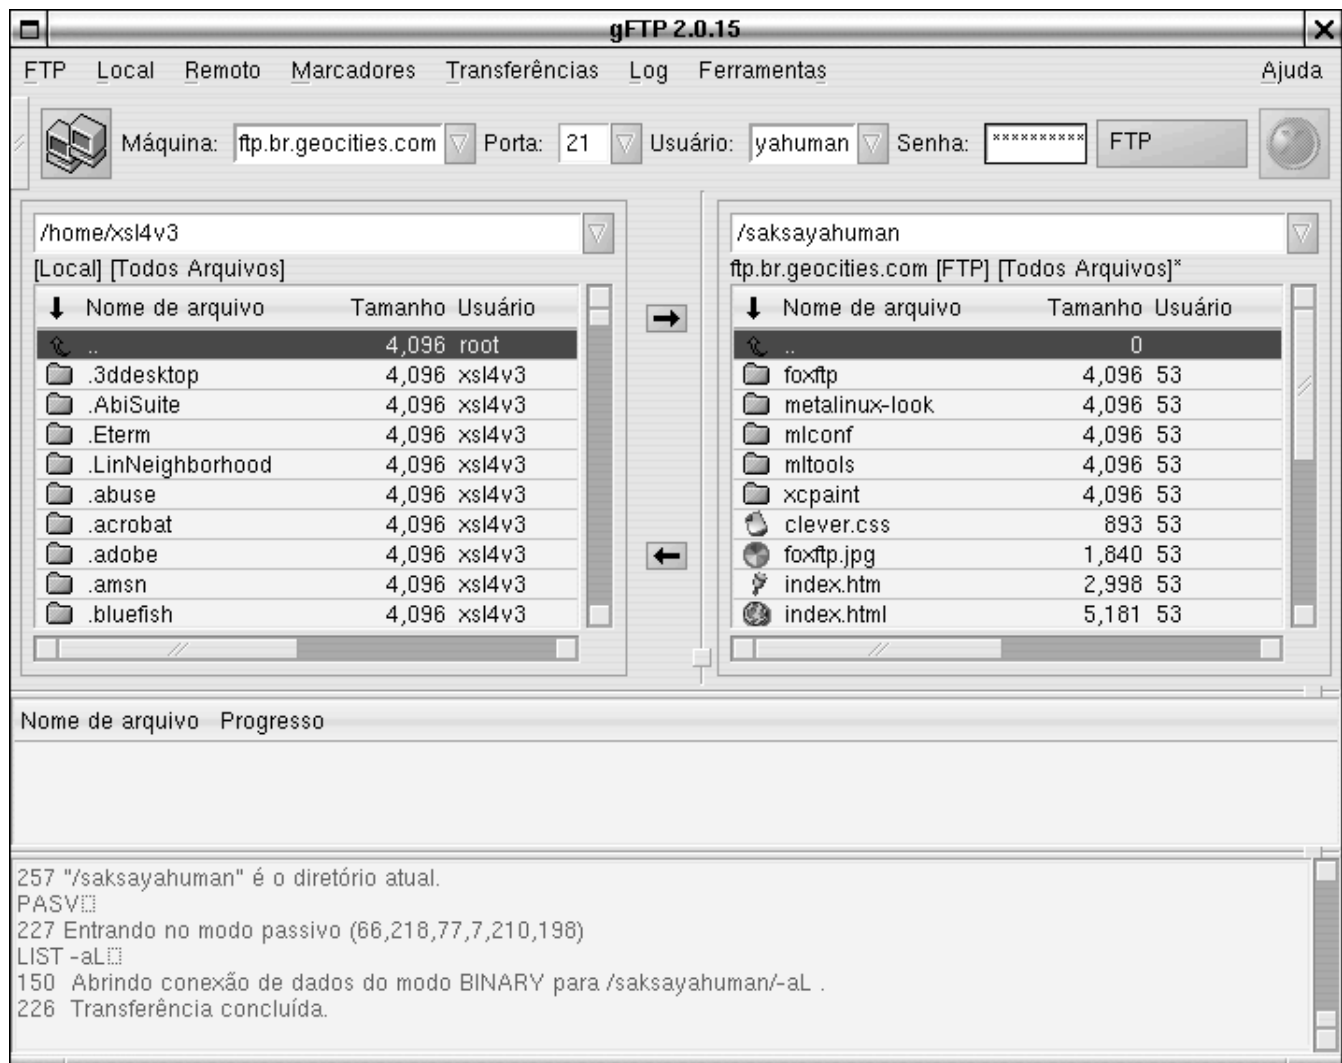 gFTP 2.0.15
FTP Local Remoto Marcadores Transferências Log Ferramentas Ajuda
Máquina: ftp.br.geocities.com Porta: 21 Usuário: yahuman Senha: ********** FTP
/home/xsl4v3
[Local] [Todos Arquivos]
Nome de arquivo Tamanho Usuário
.. 4,096 root
.3ddesktop 4,096 xsl4v3
.AbiSuite 4,096 xsl4v3
.Eterm 4,096 xsl4v3
.LinNeighborhood 4,096 xsl4v3
.abuse 4,096 xsl4v3
.acrobat 4,096 xsl4v3
.adobe 4,096 xsl4v3
.amsn 4,096 xsl4v3
.bluefish 4,096 xsl4v3
/saksayahuman
ftp.br.geocities.com [FTP] [Todos Arquivos]*
Nome de arquivo Tamanho Usuário
.. 0
foxftp 4,096 53
metalinux-look 4,096 53
mlconf 4,096 53
mltools 4,096 53
xcpaint 4,096 53
clever.css 893 53
foxftp.jpg 1,840 53
index.htm 2,998 53
index.html 5,181 53
Nome de arquivo Progresso
257 "/saksayahuman" é o diretório atual.
PASV
227 Entrando no modo passivo (66,218,77,7,210,198)
LIST -aL
150 Abrindo conexão de dados do modo BINARY para /saksayahuman/-aL .
226 Transferência concluída.